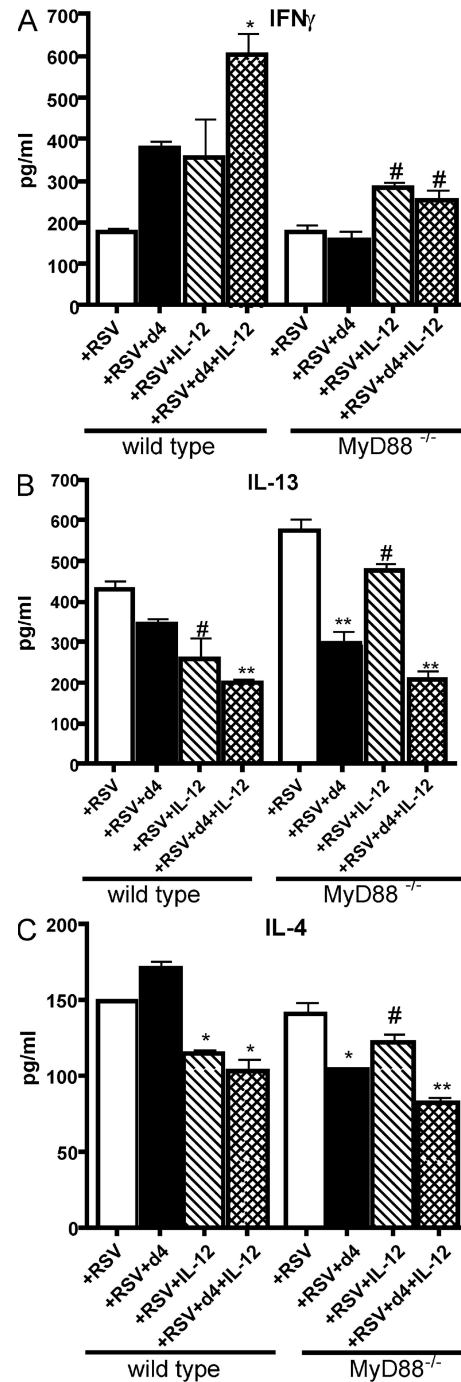 A IFNγ
700
600
500
400
300
200
100
0
pg/ml
*
#
#
+RSV
+RSV+d4
+RSV+IL-12
+RSV+d4+IL-12
+RSV
+RSV+d4
+RSV+IL-12
+RSV+d4+IL-12
wild type
MyD88 -/-
B IL-13
700
600
500
400
300
200
100
0
pg/ml
#
**
**
#
**
+RSV
+RSV+d4
+RSV+IL-12
+RSV+d4+IL-12
+RSV
+RSV+d4
+RSV+IL-12
+RSV+d4+IL-12
wild type
MyD88 -/-
C IL-4
200
150
100
50
0
pg/ml
*
*
*
#
**
+RSV
+RSV+d4
+RSV+IL-12
+RSV+d4+IL-12
+RSV
+RSV+d4
+RSV+IL-12
+RSV+d4+IL-12
wild type
MyD88-/-